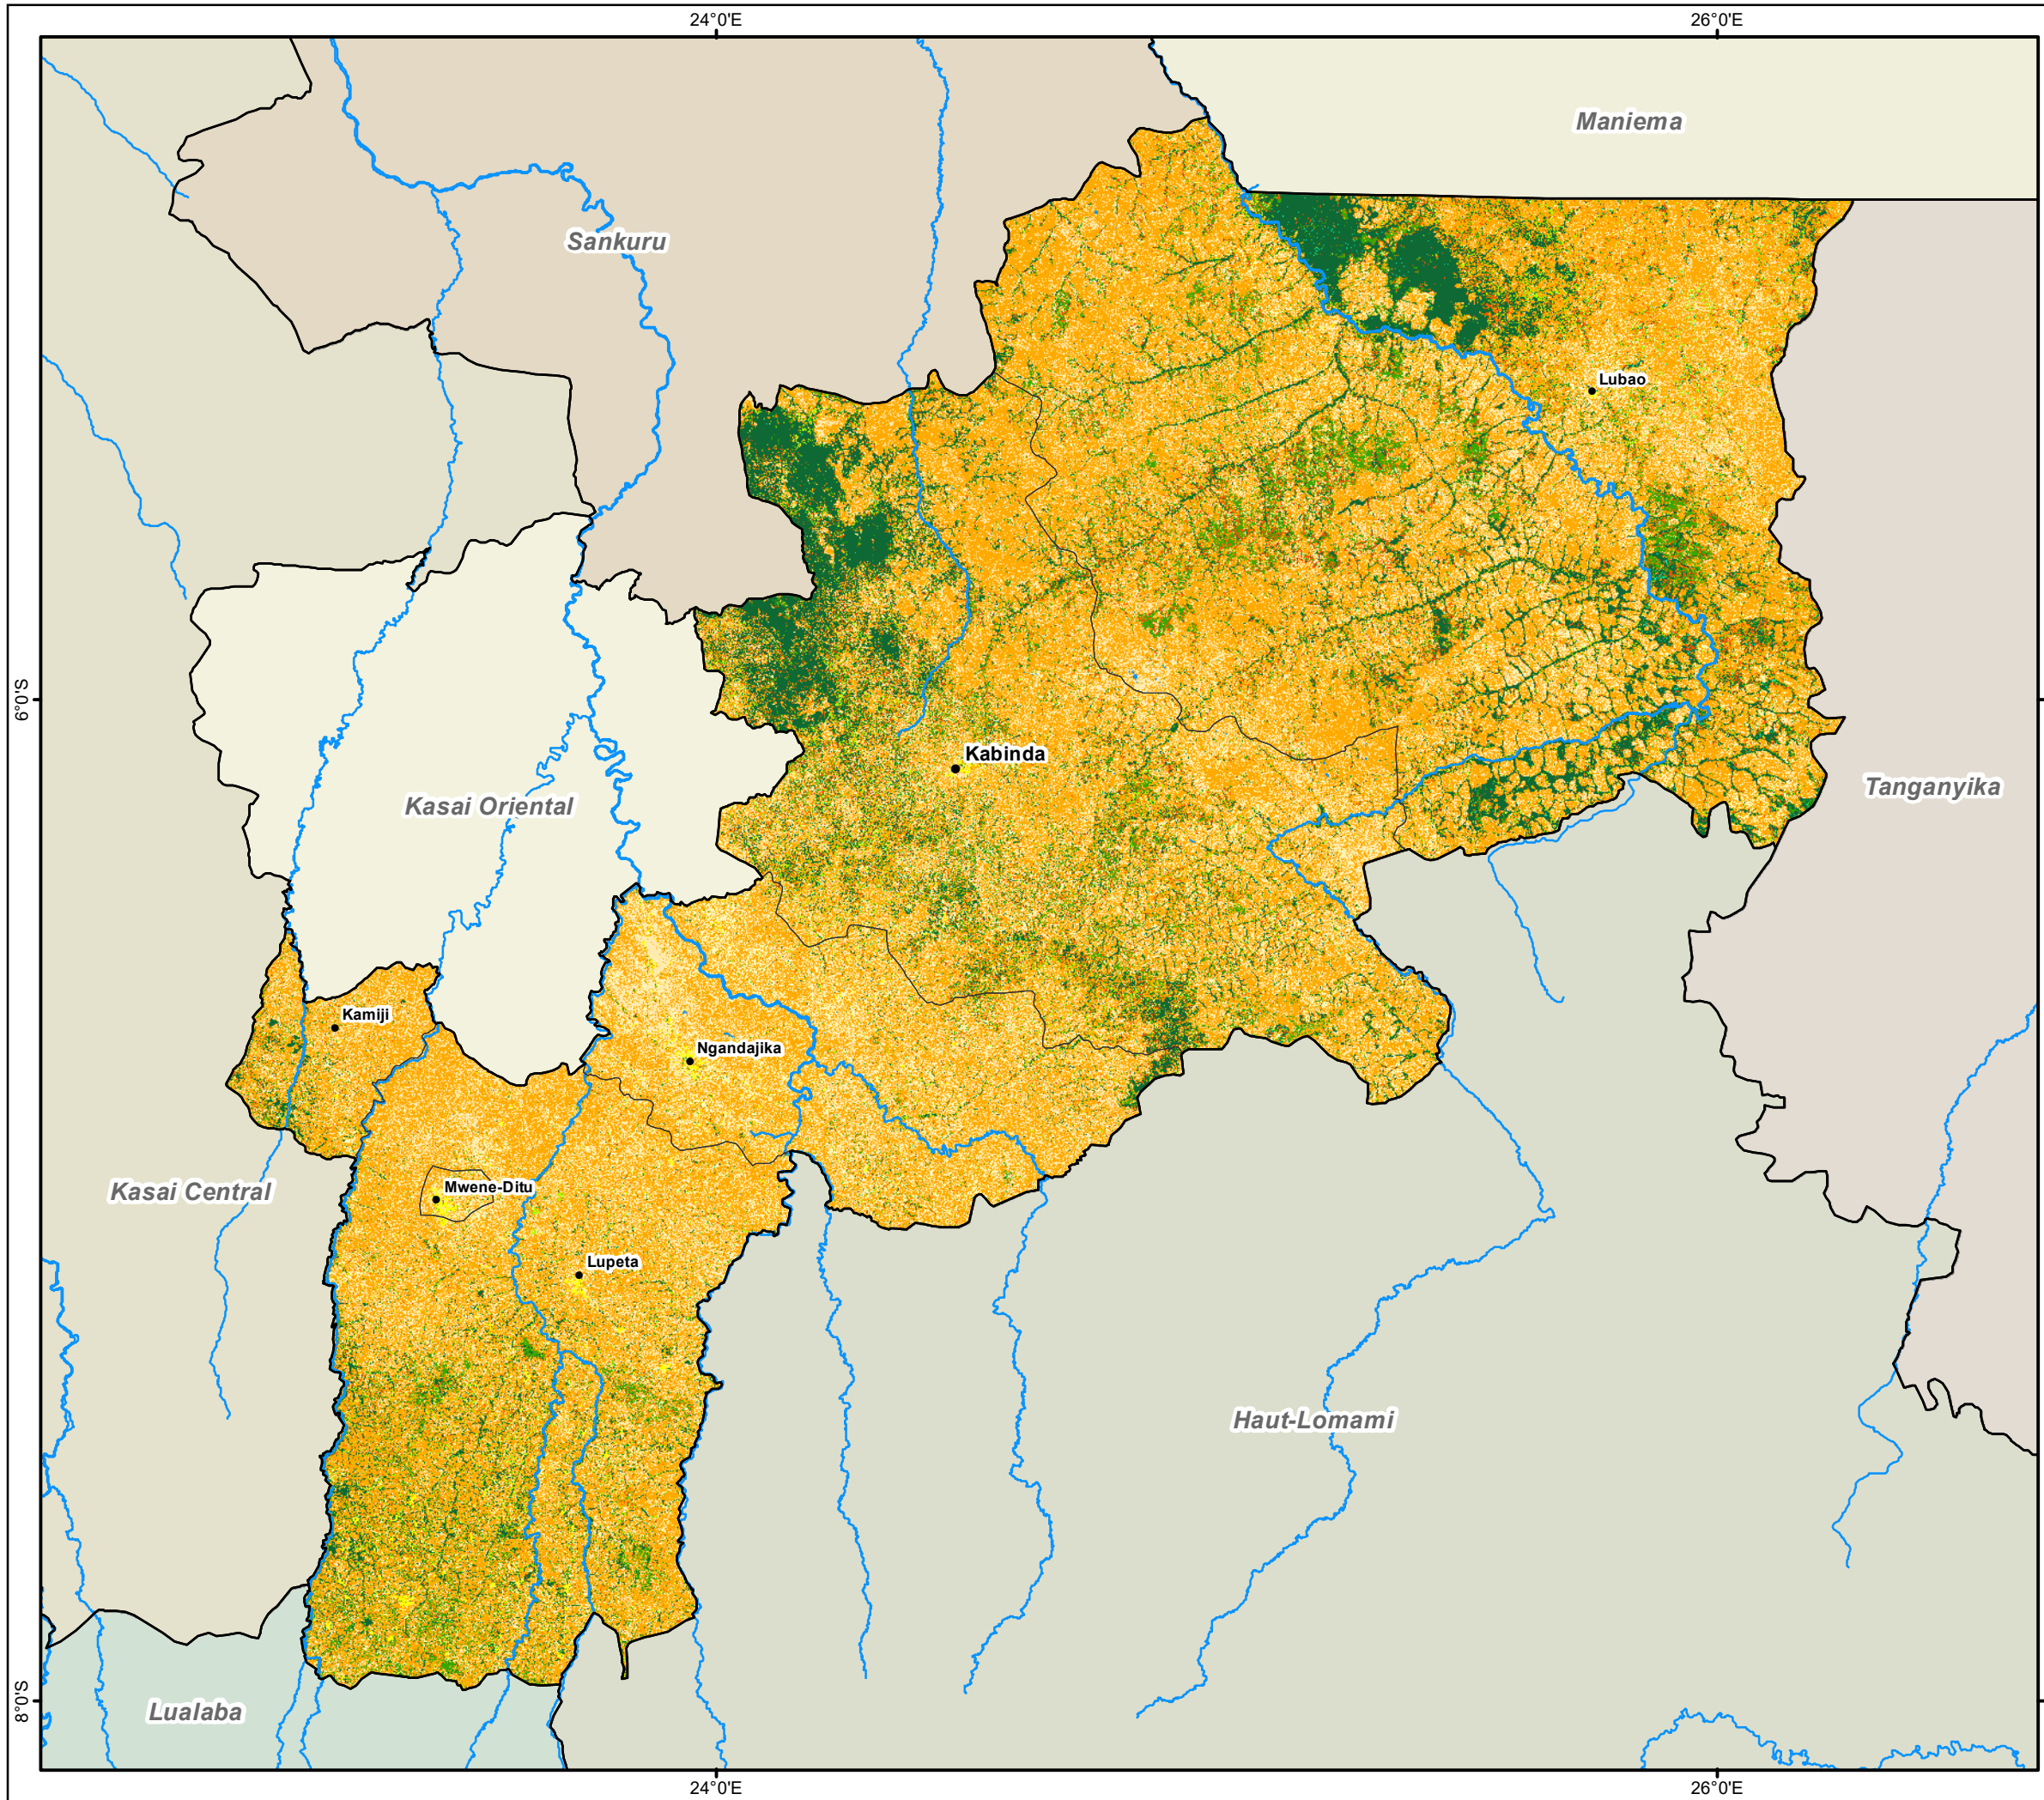 24°0'E
26°0'E
Maniema
Sankuru
Lubao
6°0'S
Kabinda
Tanganyika
Kasai Oriental
Kamiji
Ngandajika
Kasai Central
Mwene-Ditu
Lupeta
Haut-Lomami
8°0'S
Lualaba
24°0'E
26°0'E